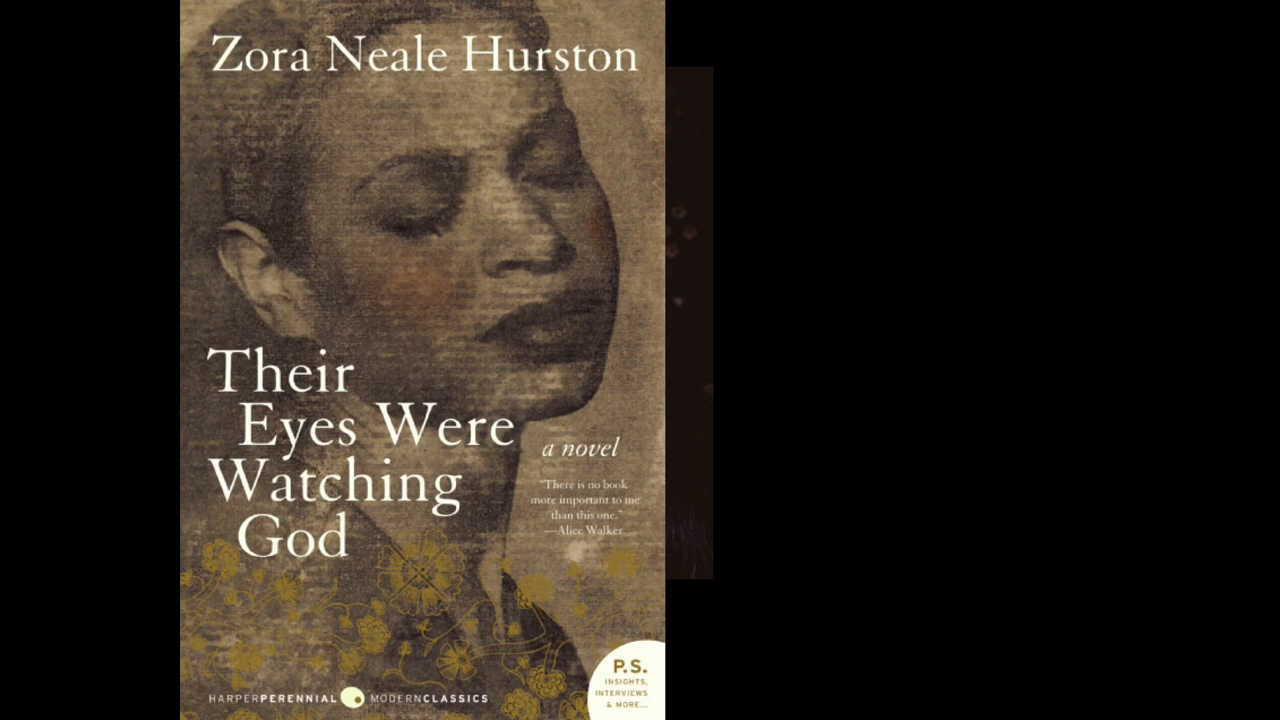 Zora Neale Hurston
Their
Eyes Were
Watching
God
a novel
"There is no book
more important to me
than this one."
—Alice Walker
P.S.
INSIGHTS,
INTERVIEWS
& MORE...
HARPERPERENNIAL MODERNCLASSICS